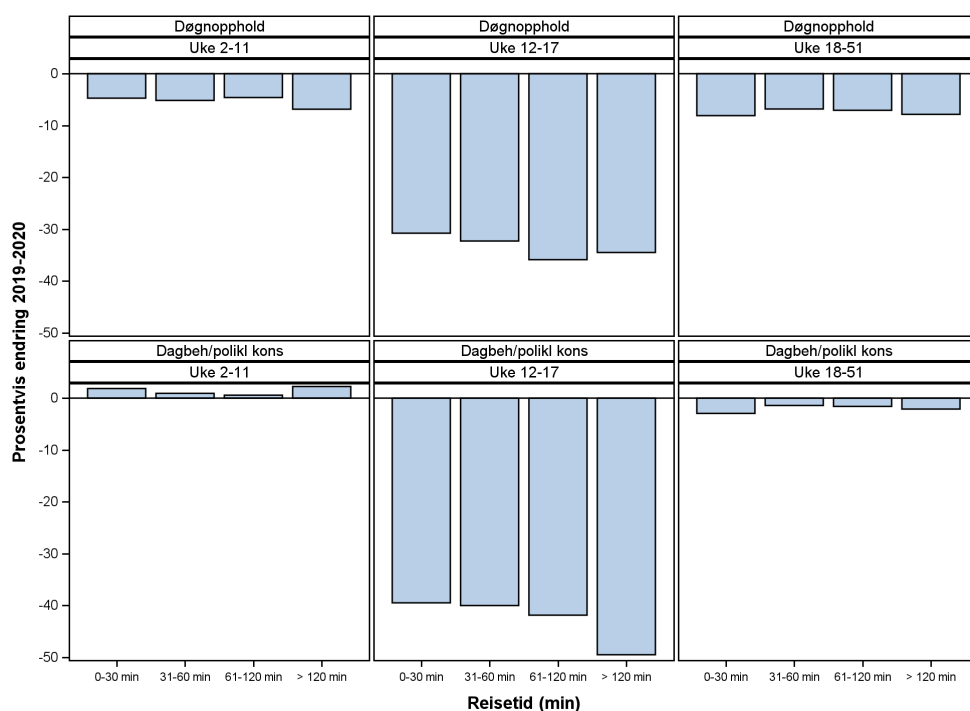 Døgnopphold Døgnopphold Døgnopphold
Uke 2-11 Uke 12-17 Uke 18-51
0
-10
-20
-30
-40
-50
Prosentvis endring 2019-2020
Dagbeh/polikl kons Dagbeh/polikl kons Dagbeh/polikl kons
Uke 2-11 Uke 12-17 Uke 18-51
0
-10
-20
-30
-40
-50
0-30 min 31-60 min 61-120 min > 120 min 0-30 min 31-60 min 61-120 min > 120 min 0-30 min 31-60 min 61-120 min > 120 min
Reisetid (min)